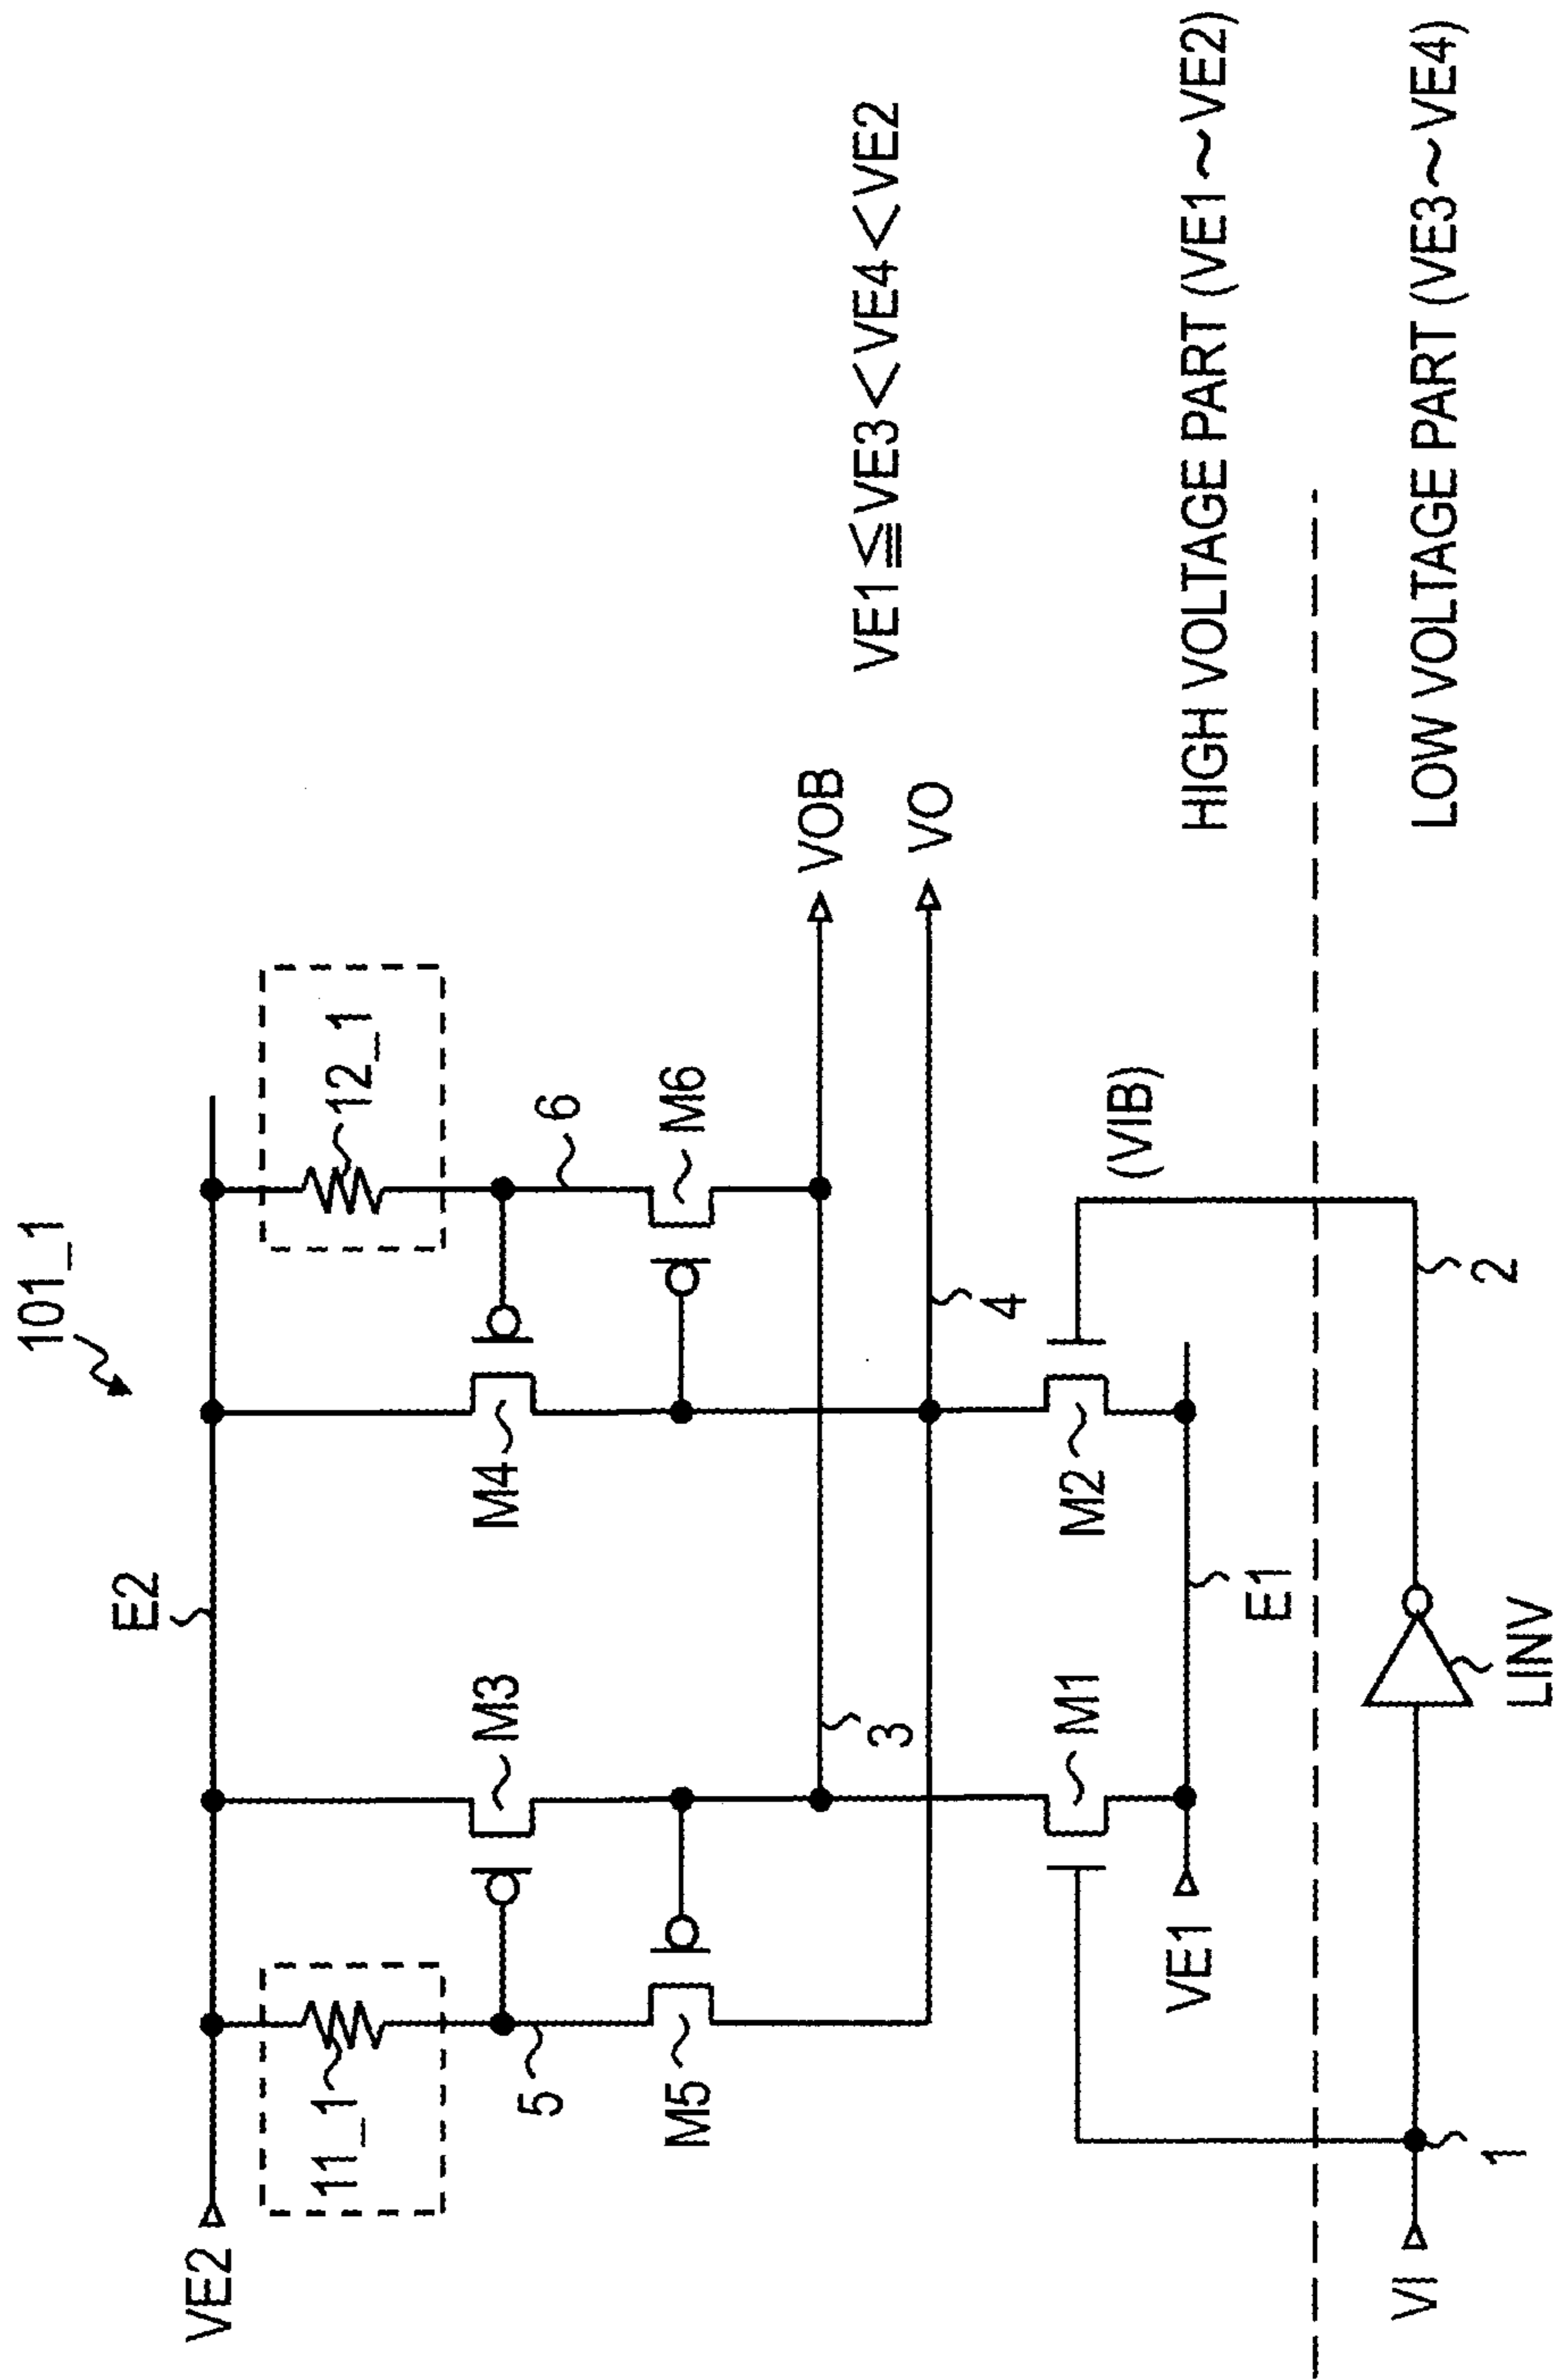 101_1
VE2
E2
11_1
12_1
5
6
M3
M4
M5
M6
VOB
VO
VE1≦VE3<VE4<VE2
3
4
M1
M2
(VIB)
VE1
E1
HIGH VOLTAGE PART (VE1~VE2)
LOW VOLTAGE PART (VE3~VE4)
VI
1
LINV
2